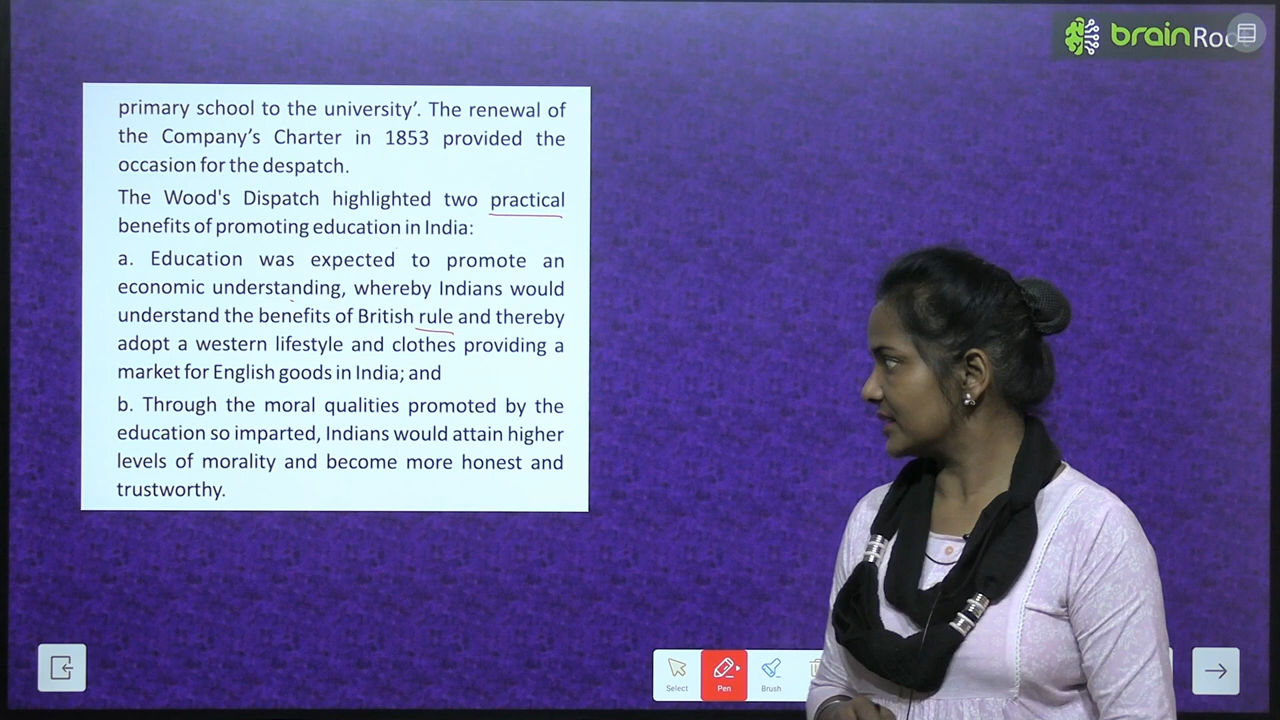 brainRoot
primary school to the university’. The renewal of
the Company’s Charter in 1853 provided the
occasion for the despatch.
The Wood's Dispatch highlighted two practical
benefits of promoting education in India:
a. Education was expected to promote an
economic understanding, whereby Indians would
understand the benefits of British rule and thereby
adopt a western lifestyle and clothes providing a
market for English goods in India; and
b. Through the moral qualities promoted by the
education so imparted, Indians would attain higher
levels of morality and become more honest and
trustworthy.
Select Pen Brush